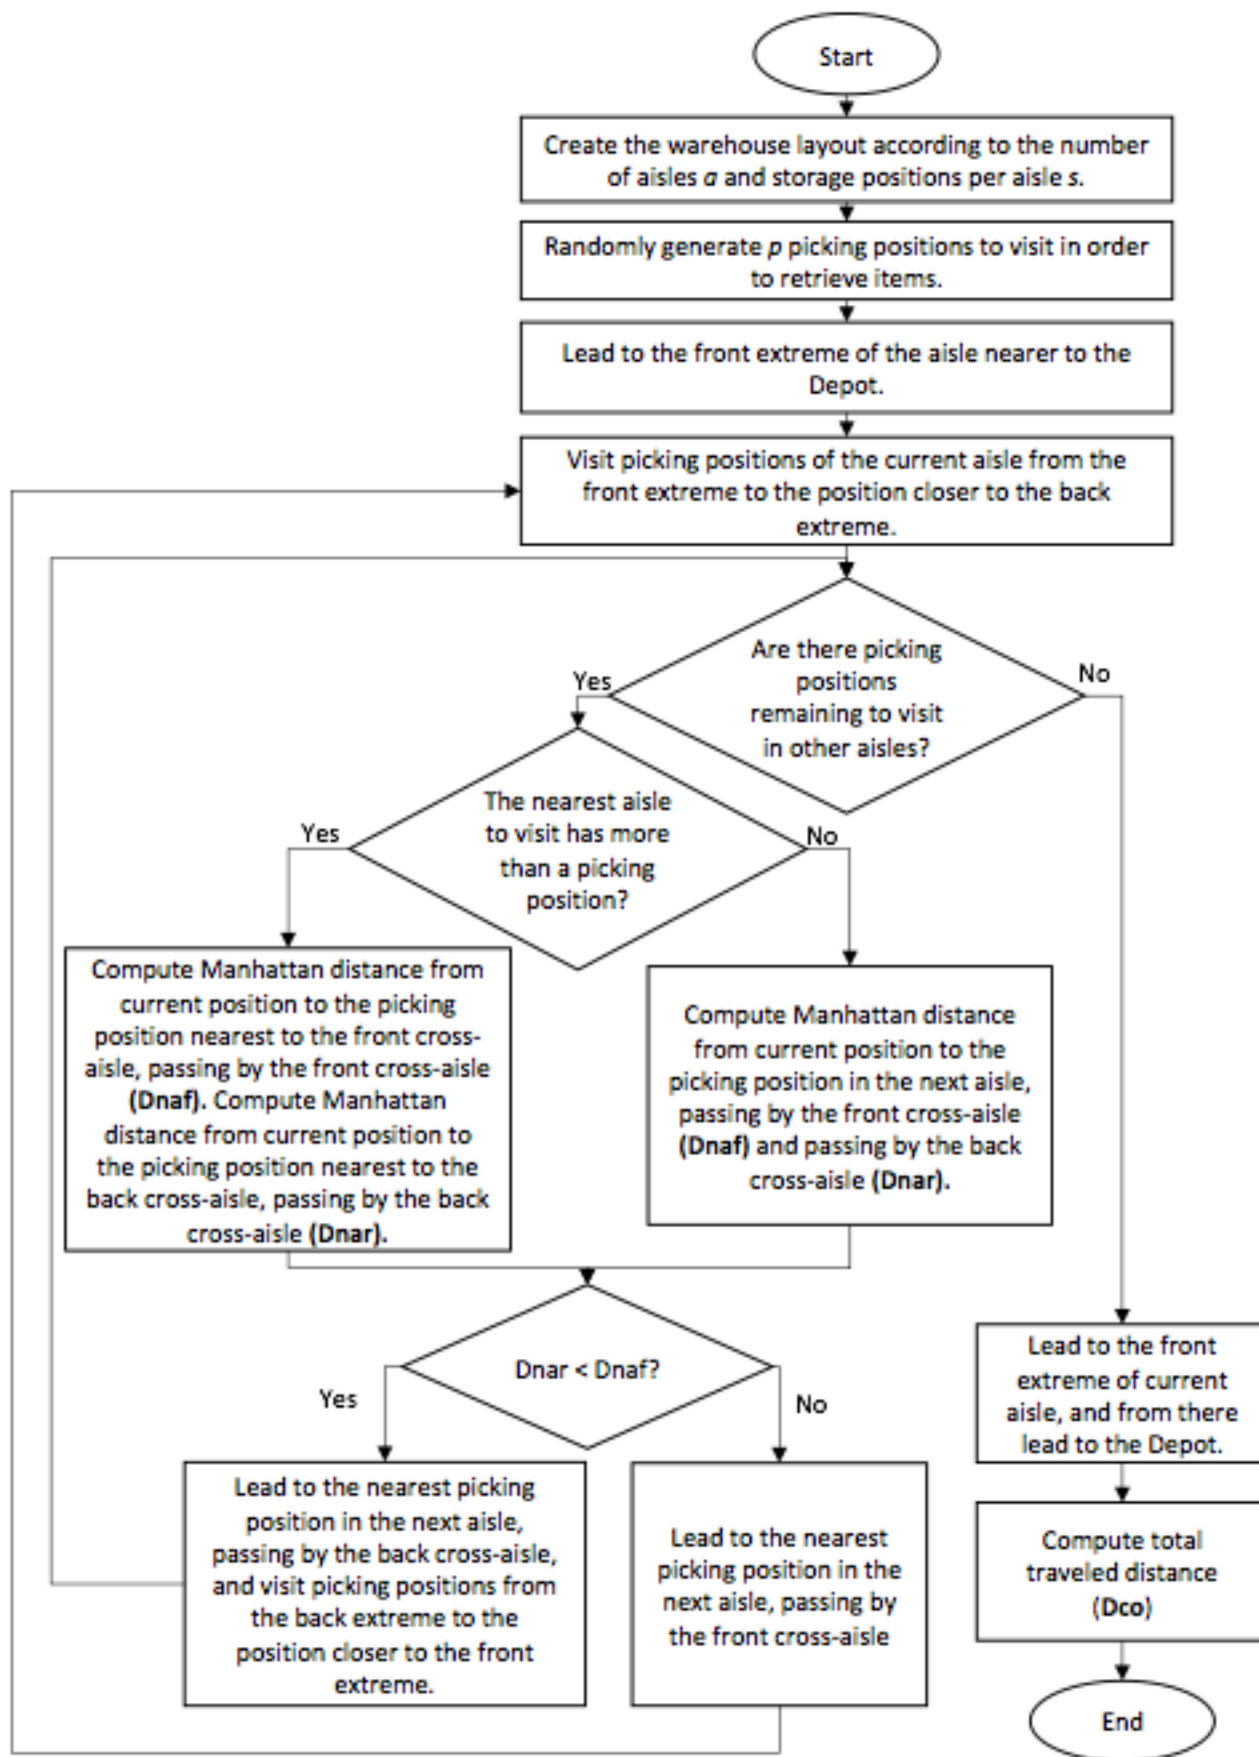 Start
Create the warehouse layout according to the number
of aisles a and storage positions per aisle s.
Randomly generate p picking positions to visit in order
to retrieve items.
Lead to the front extreme of the aisle nearer to the
Depot.
Visit picking positions of the current aisle from the
front extreme to the position closer to the back
extreme.
Are there picking
positions
remaining to visit
in other aisles?
Yes
No
The nearest aisle
to visit has more
than a picking
position?
Yes
No
Compute Manhattan distance from
current position to the picking
position nearest to the front cross-
aisle, passing by the front cross-aisle
(Dnaf). Compute Manhattan
distance from current position to
the picking position nearest to the
back cross-aisle, passing by the back
cross-aisle (Dnar).
Compute Manhattan distance
from current position to the
picking position in the next aisle,
passing by the front cross-aisle
(Dnaf) and passing by the back
cross-aisle (Dnar).
Dnar < Dnaf?
Yes
No
Lead to the nearest picking
position in the next aisle,
passing by the back cross-aisle,
and visit picking positions from
the back extreme to the
position closer to the front
extreme.
Lead to the nearest
picking position in the
next aisle, passing by
the front cross-aisle
Lead to the front
extreme of current
aisle, and from there
lead to the Depot.
Compute total
traveled distance
(Dco)
End